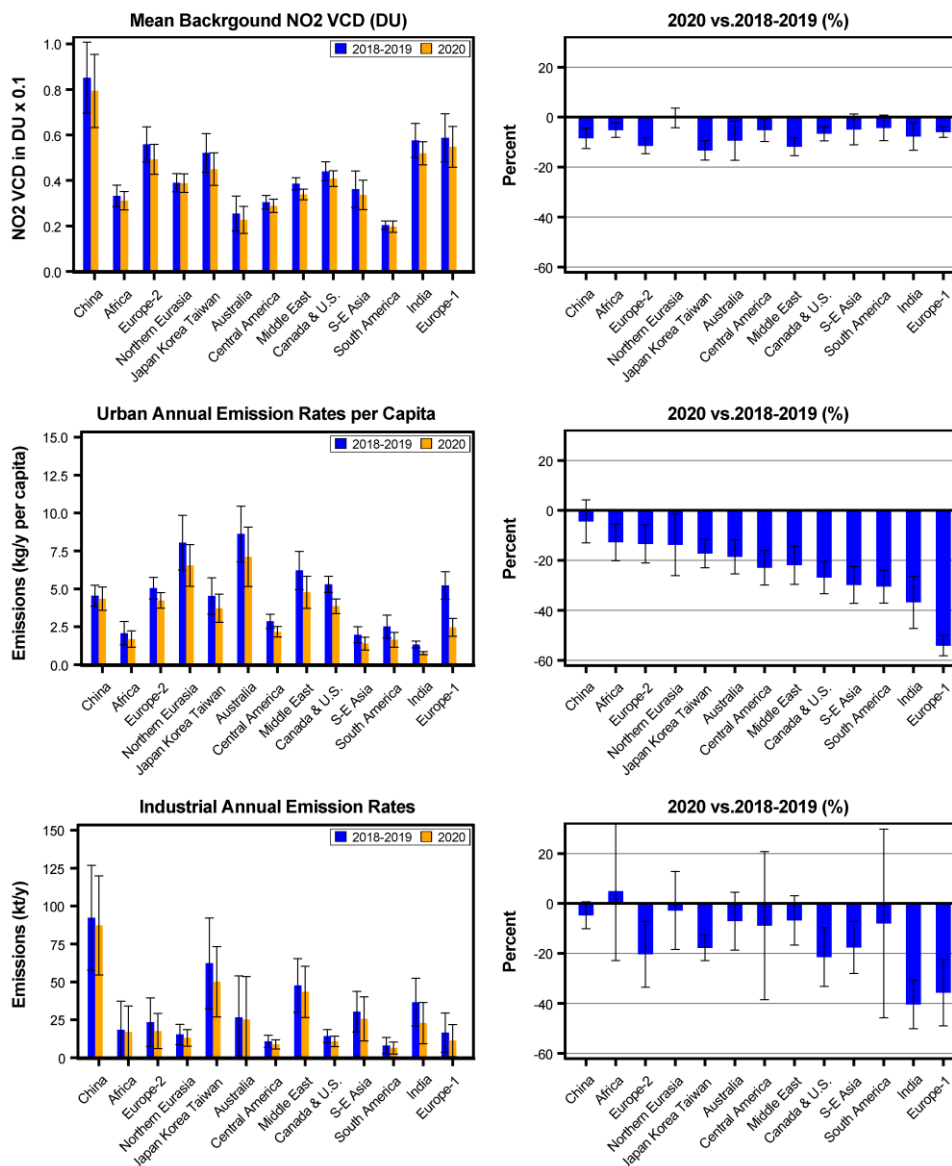 Mean Backrgound NO2 VCD (DU)
NO2 VCD in DU x 0.1
1.0
0.8
0.6
0.4
0.2
0.0
2018-2019 2020
China Africa Europe-2 Northern Eurasia Japan Korea Taiwan Australia Central America Middle East Canada & U.S. S-E Asia South America India Europe-1
2020 vs.2018-2019 (%)
Percent
20
0
-20
-40
-60
China Africa Europe-2 Northern Eurasia Japan Korea Taiwan Australia Central America Middle East Canada & U.S. S-E Asia South America India Europe-1
Urban Annual Emission Rates per Capita
Emissions (kg/y per capita)
15.0
12.5
10.0
7.5
5.0
2.5
0.0
2018-2019 2020
China Africa Europe-2 Northern Eurasia Japan Korea Taiwan Australia Central America Middle East Canada & U.S. S-E Asia South America India Europe-1
2020 vs.2018-2019 (%)
Percent
20
0
-20
-40
-60
China Africa Europe-2 Northern Eurasia Japan Korea Taiwan Australia Central America Middle East Canada & U.S. S-E Asia South America India Europe-1
Industrial Annual Emission Rates
Emissions (kt/y)
150
125
100
75
50
25
0
2018-2019 2020
China Africa Europe-2 Northern Eurasia Japan Korea Taiwan Australia Central America Middle East Canada & U.S. S-E Asia South America India Europe-1
2020 vs.2018-2019 (%)
Percent
20
0
-20
-40
-60
China Africa Europe-2 Northern Eurasia Japan Korea Taiwan Australia Central America Middle East Canada & U.S. S-E Asia South America India Europe-1